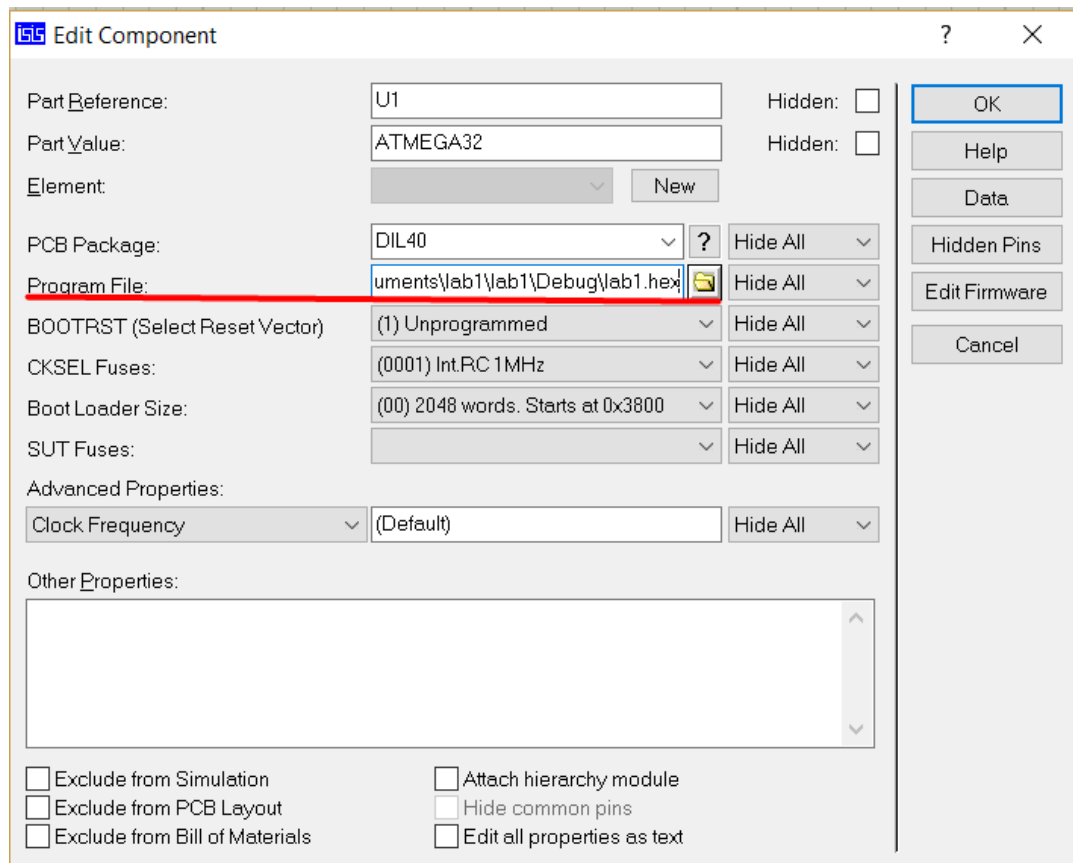 isis Edit Component ?
Part Reference: U1 Hidden: OK
Part Value: ATMEGA32 Hidden: Help
Element: New Data
PCB Package: DIL40 ? Hide All Hidden Pins
Program File: uments\lab1\lab1\Debug\lab1.hex Hide All Edit Firmware
BOOTRST (Select Reset Vector) (1) Unprogrammed Hide All
CKSEL Fuses: (0001) Int.RC 1MHz Hide All Cancel
Boot Loader Size: (00) 2048 words. Starts at 0x3800 Hide All
SUT Fuses: Hide All
Advanced Properties:
Clock Frequency (Default) Hide All
Other Properties:
Exclude from Simulation Attach hierarchy module
Exclude from PCB Layout Hide common pins
Exclude from Bill of Materials Edit all properties as text